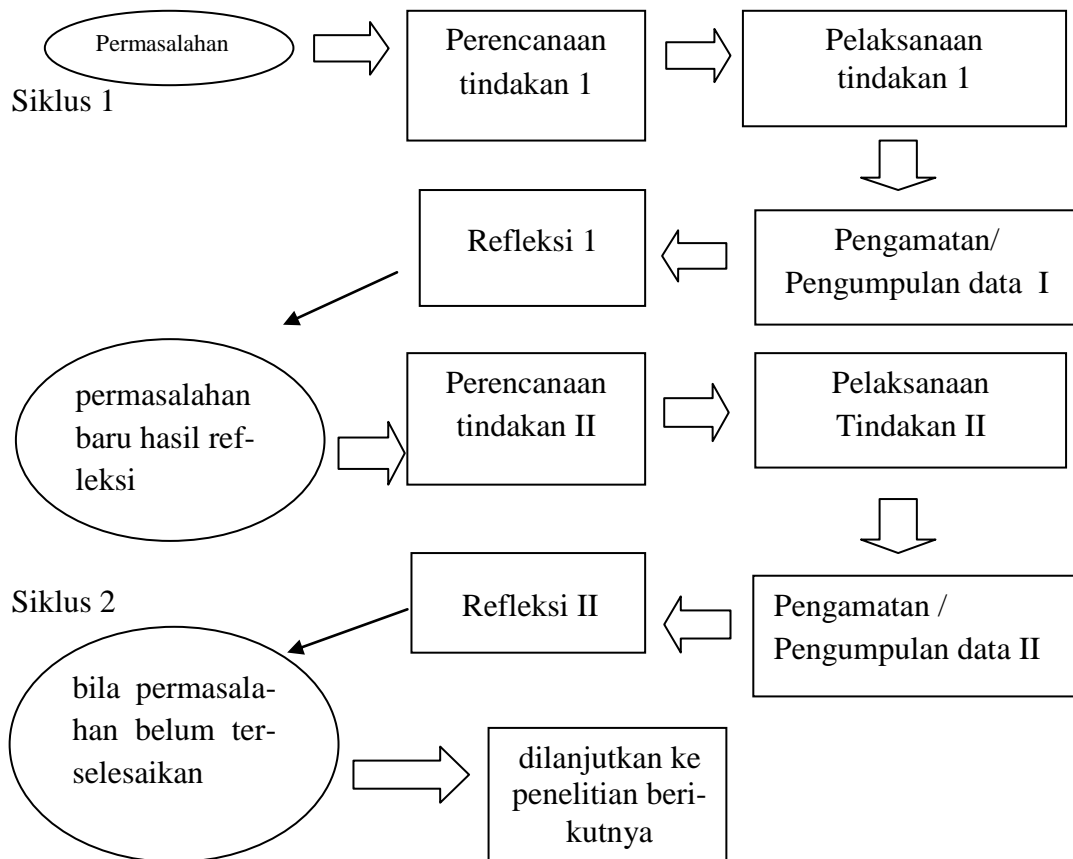 Permasalahan
Perencanaan
tindakan 1
Pelaksanaan
tindakan 1
Siklus 1
Refleksi 1
Pengamatan/
Pengumpulan data I
permasalahan
baru hasil ref-
leksi
Perencanaan
tindakan II
Pelaksanaan
Tindakan II
Siklus 2
Refleksi II
Pengamatan /
Pengumpulan data II
bila permasala-
han belum ter-
selesaikan
dilanjutkan ke
penelitian beri-
kutnya